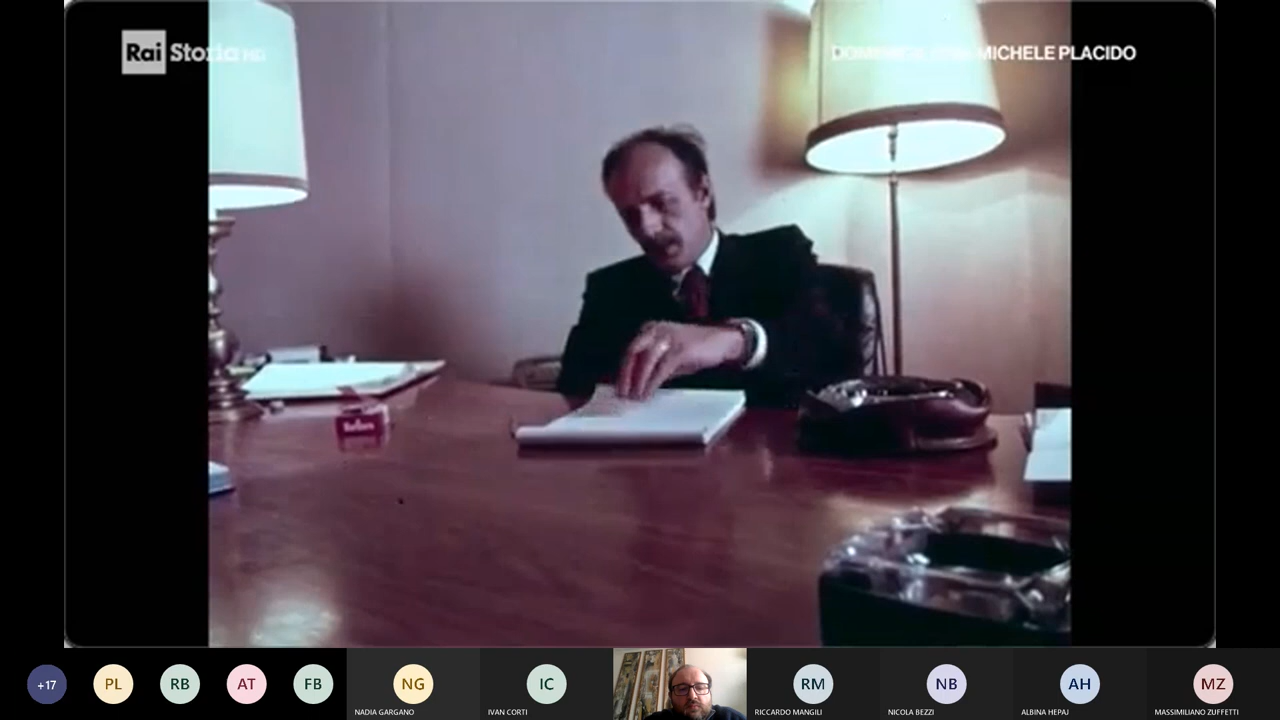 Rai Storia HD
MICHELE PLACIDO
+17
PL
RB
AT
FB
NG
IC
RM
NB
AH
MZ
NADIA GARGANO
IVAN CORTI
RICCARDO MANGILI
NICOLA BEZZI
ALBINA HEPAJ
MASSIMILIANO ZUFFETTI